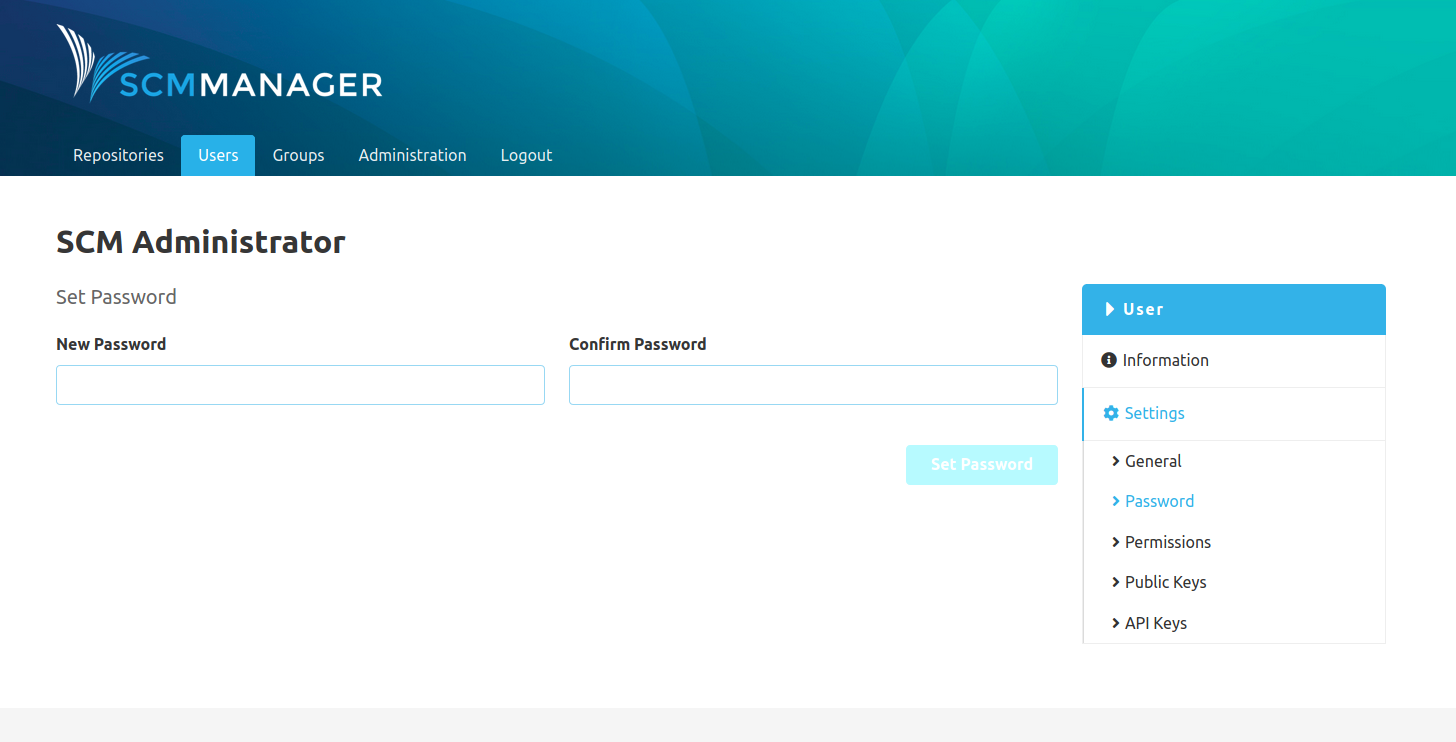 SCMMANAGER
Repositories Users Groups Administration Logout
SCM Administrator
Set Password
New Password Confirm Password
Set Password
User
Information
Settings
General
Password
Permissions
Public Keys
API Keys